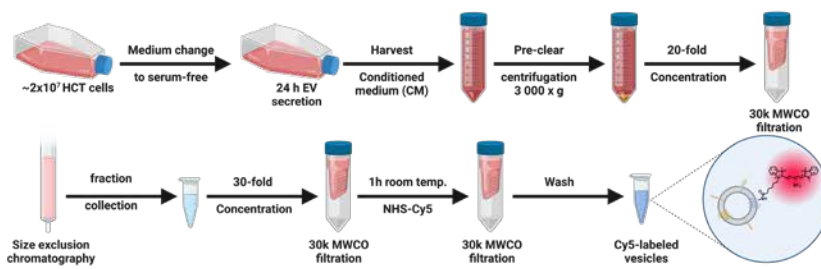 Medium change
to serum-free
~2x10⁷ HCT cells
24 h EV
secretion
Harvest
Conditioned
medium (CM)
Pre-clear
centrifugation
3 000 x g
20-fold
Concentration
30k MWCO
filtration
Size exclusion
chromatography
fraction
collection
30-fold
Concentration
30k MWCO
filtration
1h room temp.
NHS-Cy5
30k MWCO
filtration
Wash
Cy5-labeled
vesicles